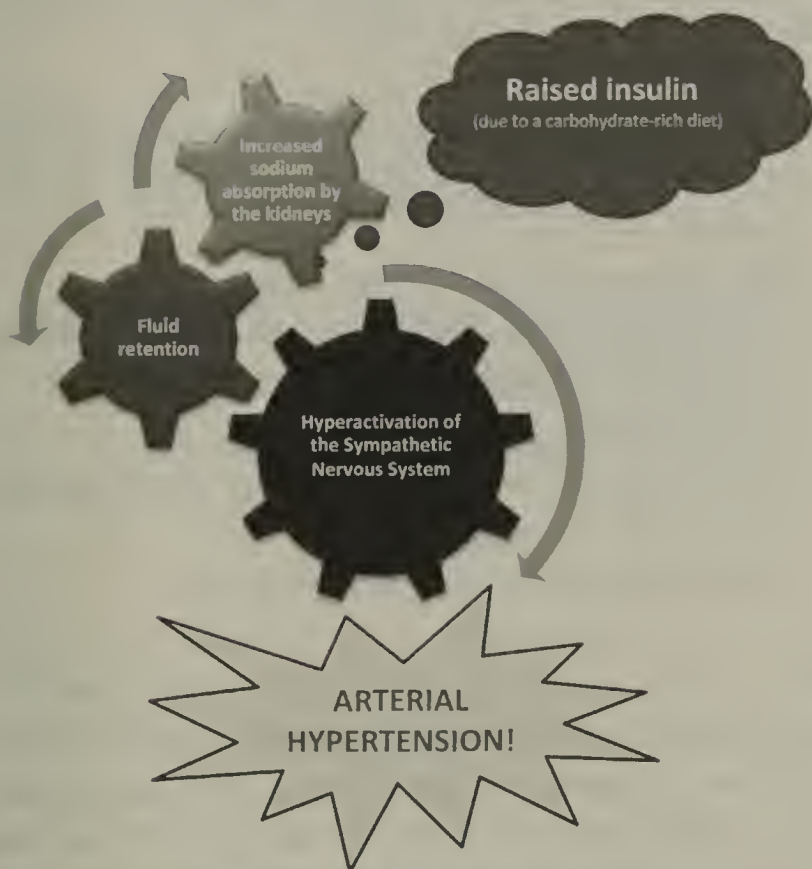 Raised insulin
(due to a carbohydrate-rich diet)
Increased
sodium
absorption by
the kidneys
Fluid
retention
Hyperactivation of
the Sympathetic
Nervous System
ARTERIAL
HYPERTENSION!